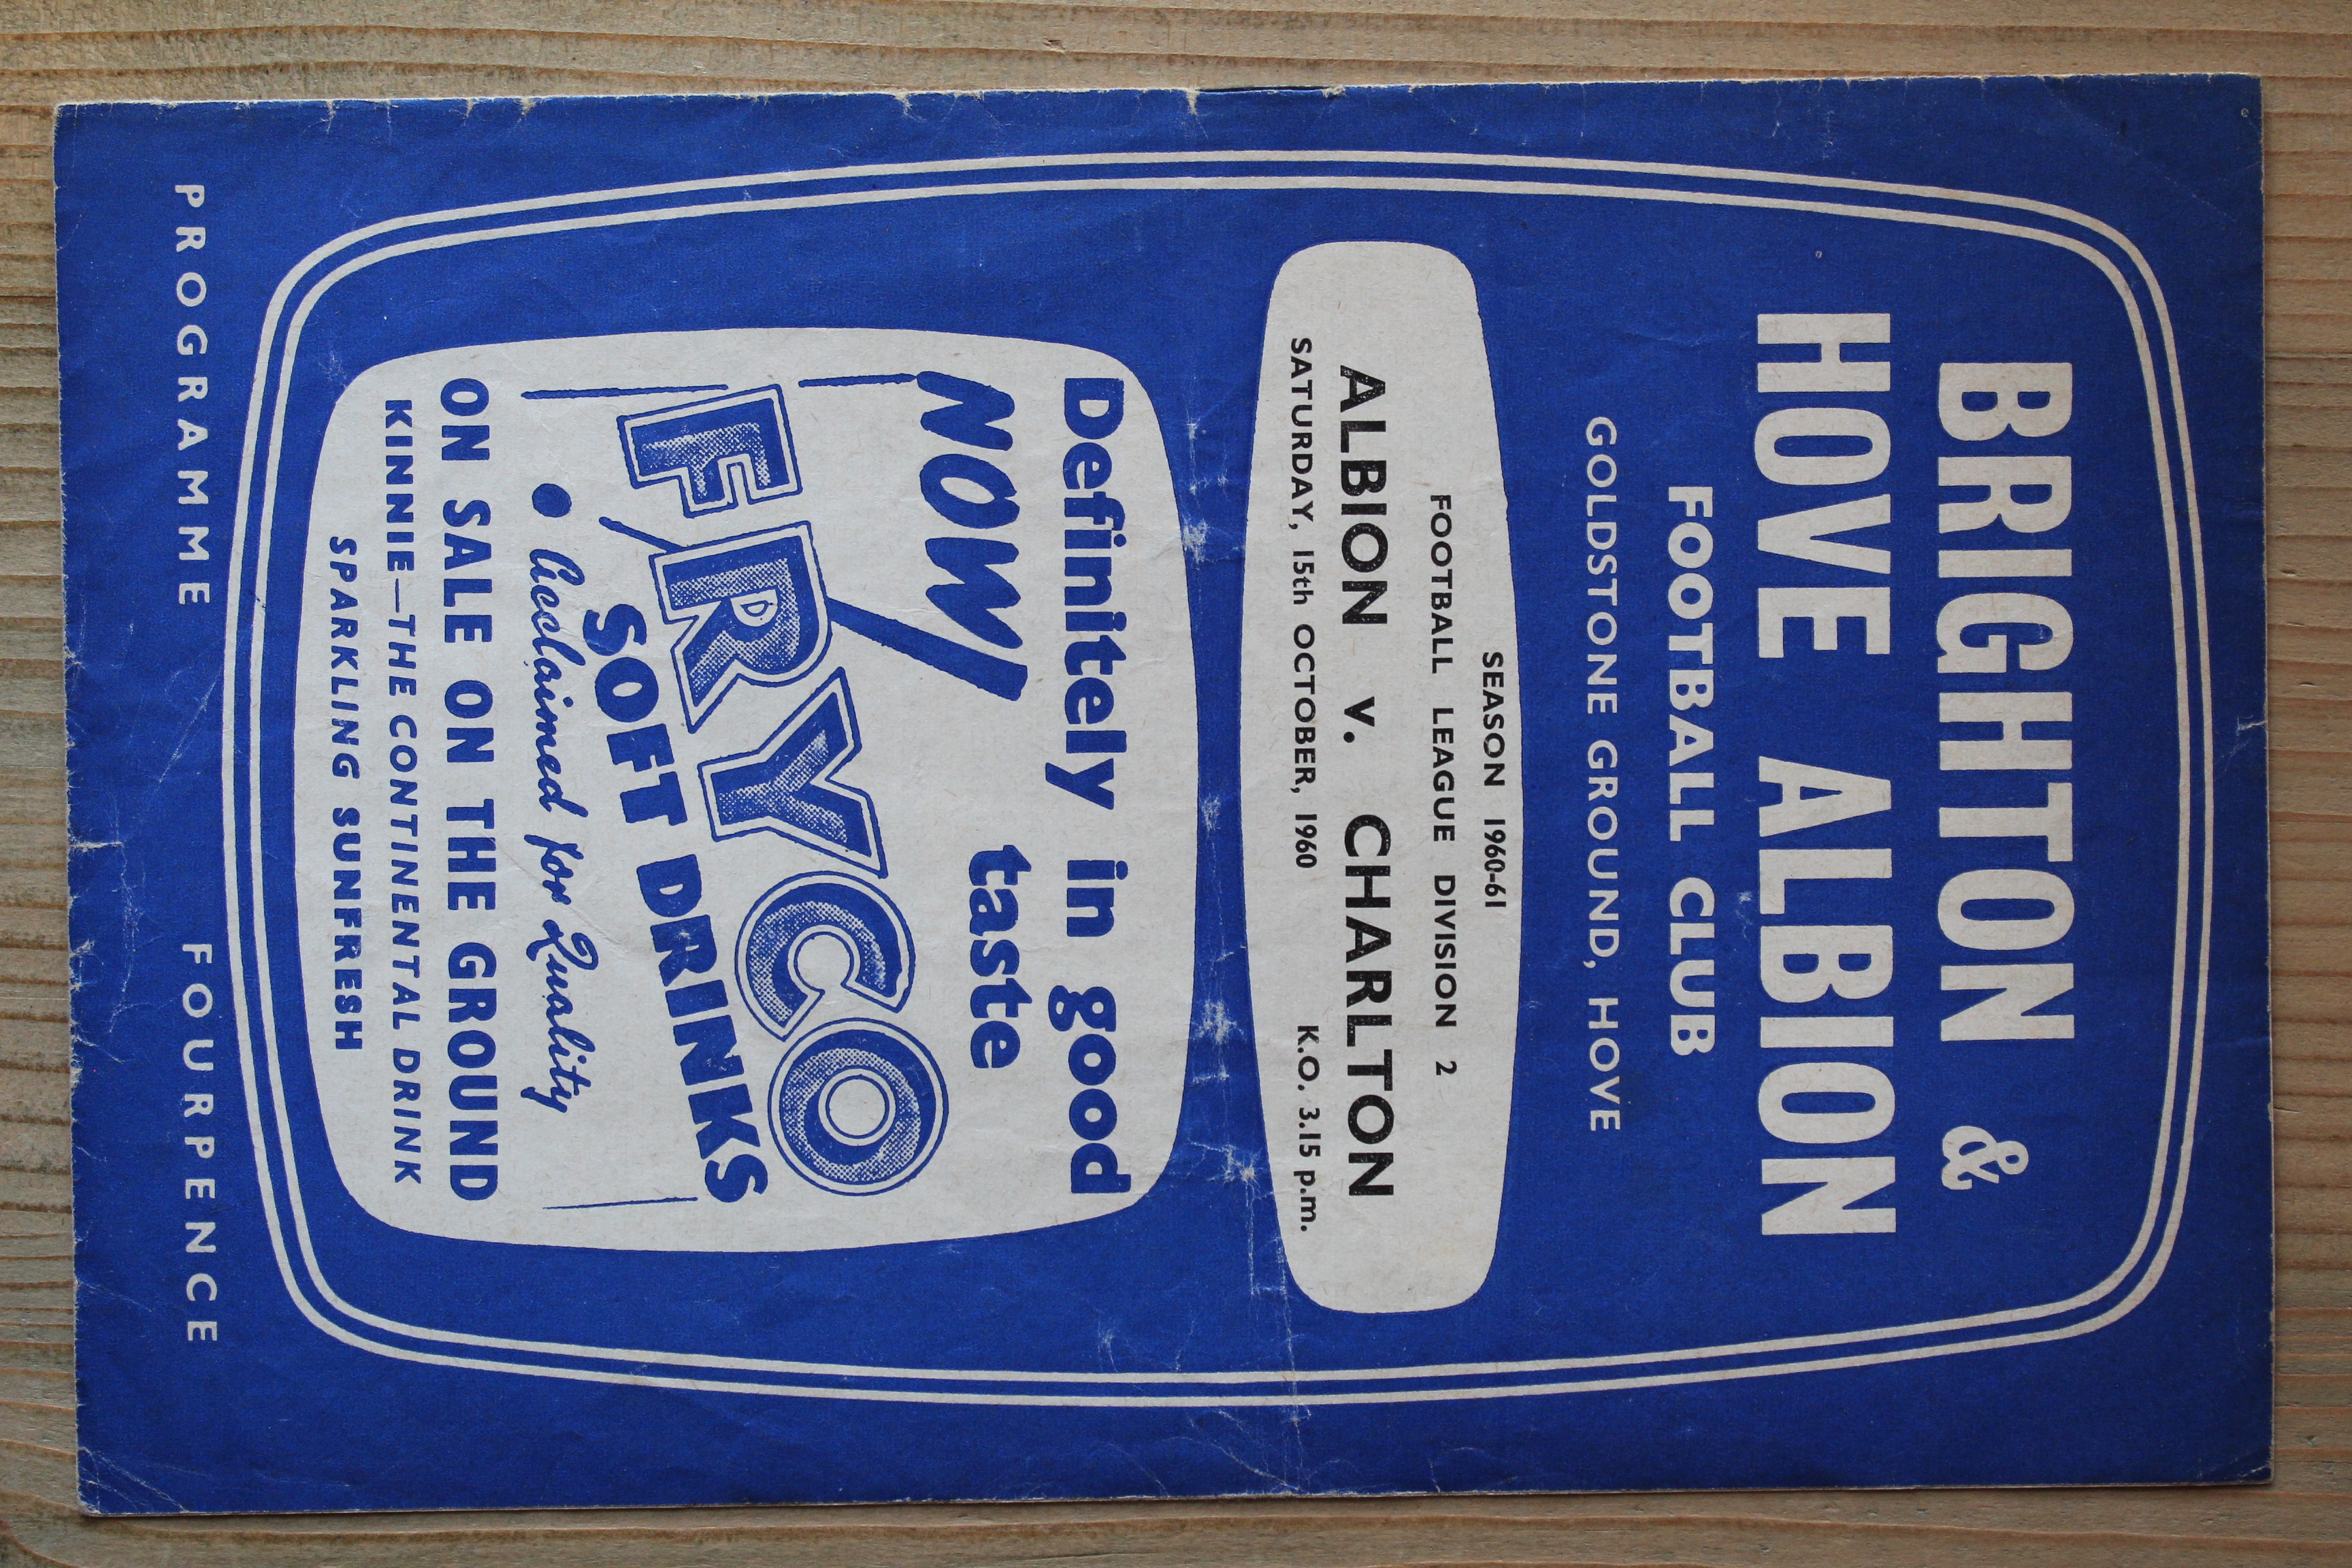 BRIGHTON &
HOVE ALBION
FOOTBALL CLUB
GOLDSTONE GROUND, HOVE
SEASON 1960-61
FOOTBALL LEAGUE DIVISION 2
ALBION v. CHARLTON
SATURDAY, 15th OCTOBER, 1960 K.O. 3.15 p.m.
Definitely in good
taste
NOW
FRYCO
SOFT DRINKS
● Acclaimed for Quality
ON SALE ON THE GROUND
KINNIE—THE CONTINENTAL DRINK
SPARKLING SUNFRESH
PROGRAMME FOURPENCE